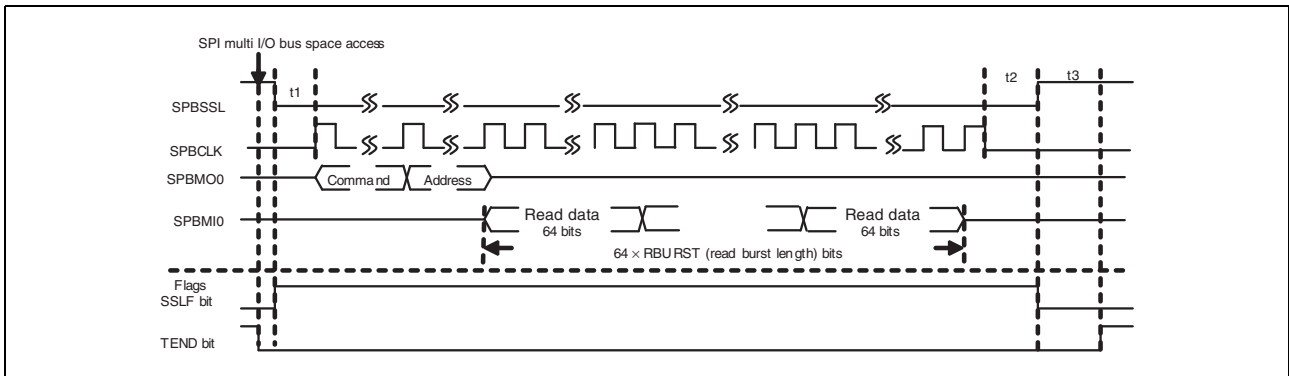 SPI multi I/O bus space access
t1
t2
t3
SPBSSL
SPBCLK
SPBMO0
Command
Address
SPBMI0
Read data
64 bits
Read data
64 bits
64 × RBURST (read burst length) bits
Flags
SSLF bit
TEND bit